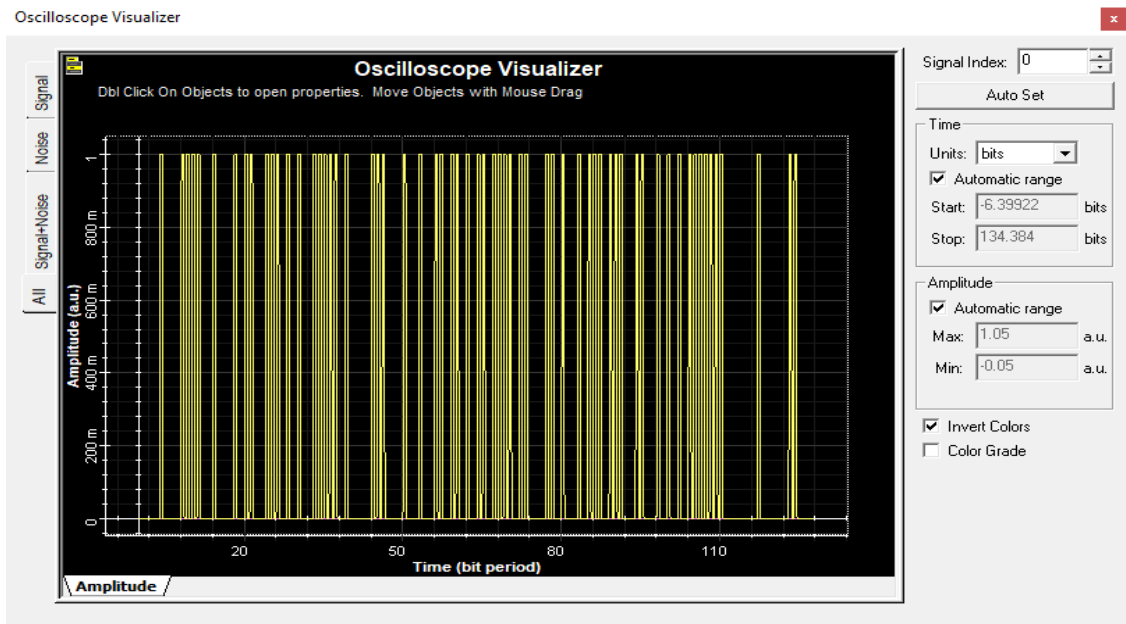 Oscilloscope Visualizer
x
Signal
Noise
Signal+Noise
All
Oscilloscope Visualizer
Dbl Click On Objects to open properties. Move Objects with Mouse Drag
Amplitude (a.u.)
1
800 m
600 m
400 m
200 m
0
20 50 80 110
Time (bit period)
Amplitude
Signal Index: 0
Auto Set
Time
Units: bits
Automatic range
Start: -6.39922 bits
Stop: 134.384 bits
Amplitude
Automatic range
Max: 1.05 a.u.
Min: -0.05 a.u.
Invert Colors
Color Grade